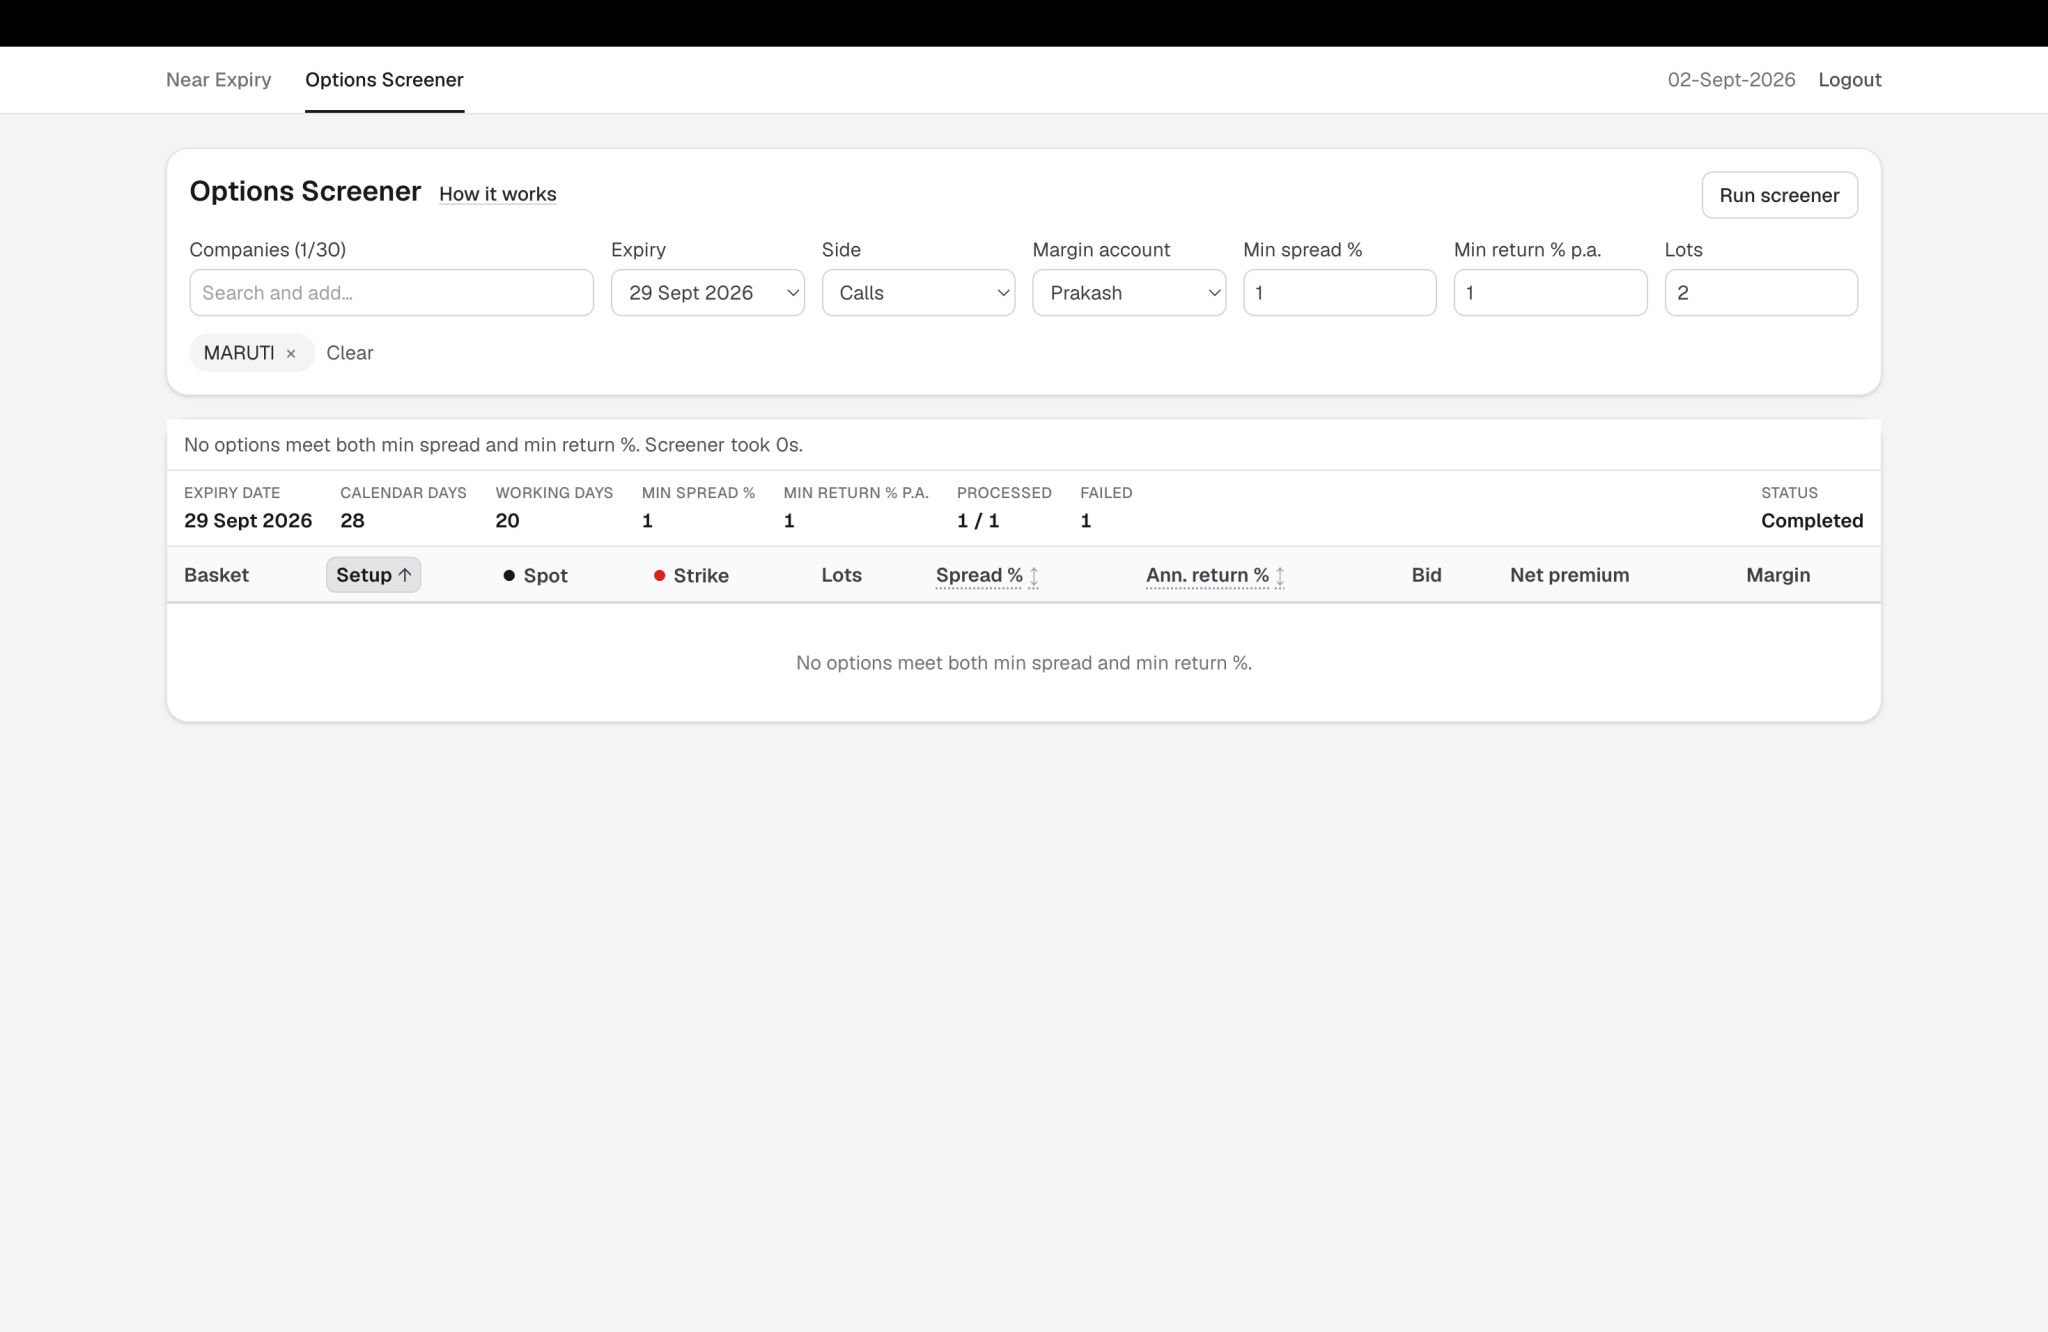 Near Expiry Options Screener 02-Sept-2026 Logout
Options Screener How it works Run screener
Companies (1/30) Expiry Side Margin account Min spread % Min return % p.a. Lots
Search and add... 29 Sept 2026 Calls Prakash 1 1 2
MARUTI × Clear
No options meet both min spread and min return %. Screener took 0s.
EXPIRY DATE CALENDAR DAYS WORKING DAYS MIN SPREAD % MIN RETURN % P.A. PROCESSED FAILED STATUS
29 Sept 2026 28 20 1 1 1 / 1 1 Completed
Basket Setup ↑ Spot Strike Lots Spread % ↕ Ann. return % ↕ Bid Net premium Margin
No options meet both min spread and min return %.